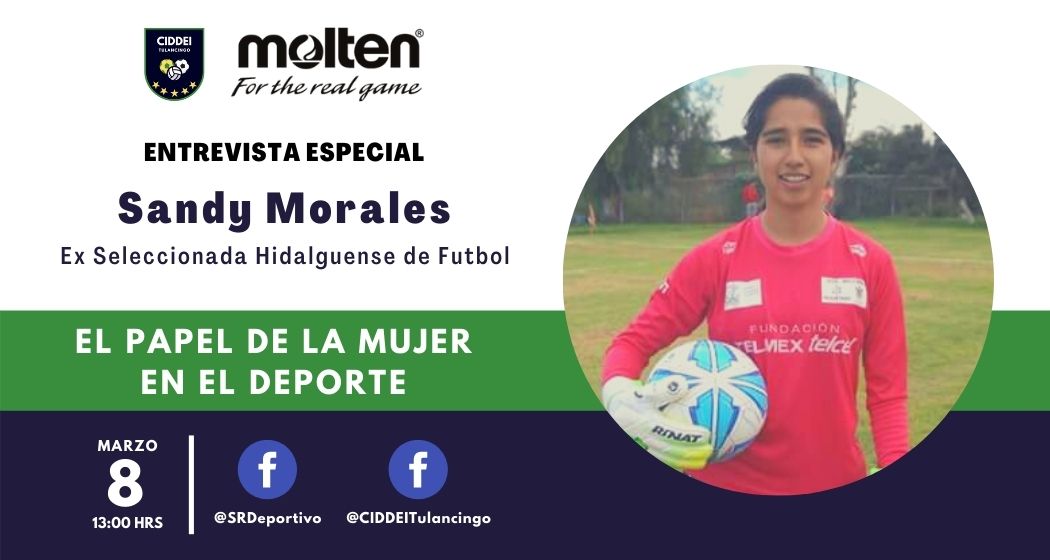 CIDDEI
TULANCINGO
molten®
For the real game
ENTREVISTA ESPECIAL
Sandy Morales
Ex Seleccionada Hidalguense de Futbol
EL PAPEL DE LA MUJER
EN EL DEPORTE
MARZO
8
13:00 HRS
@SRDeportivo
@CIDDEITulancingo
FUNDACIÓN
TELMEX telcel
RINAT